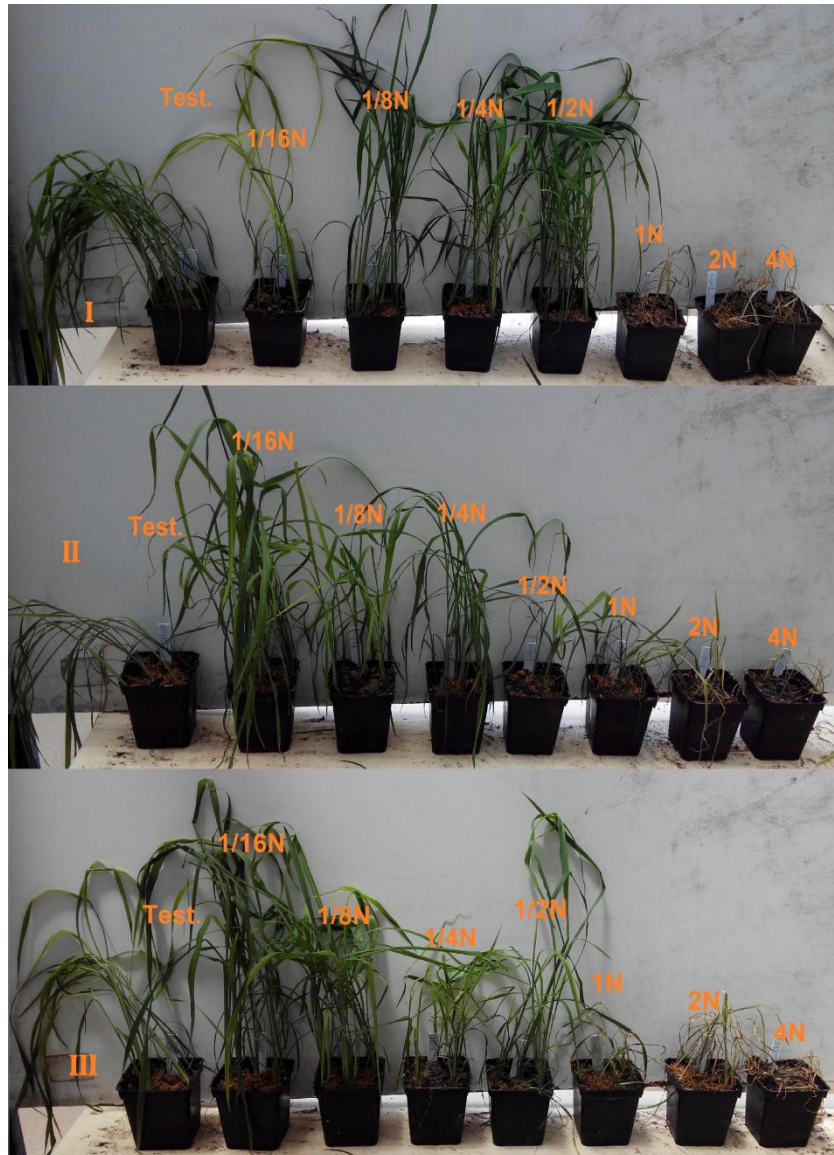 Test.
1/16N
1/8N
1/4N
1/2N
1N
2N
4N
I
1/16N
Test.
1/8N
1/4N
II
1/2N
1N
2N
4N
1/16N
Test.
1/8N
1/2N
1/4N
1N
2N
4N
III